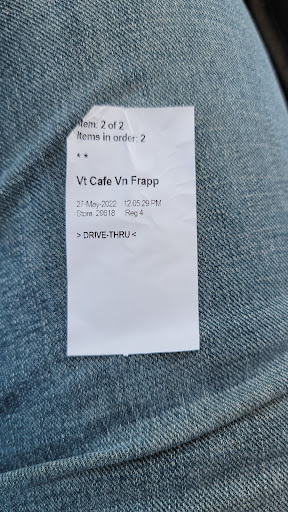 Item: 2 of 2
Items in order: 2
* *
Vt Cafe Vn Frapp
27-May-2022 12:05:29 PM
Store: 29618 Reg 4
> DRIVE-THRU <